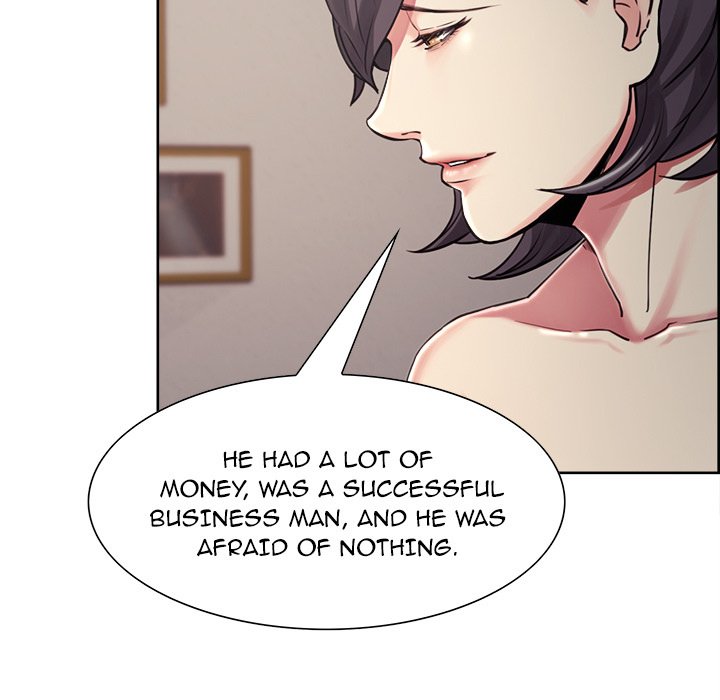 HE HAD A LOT OF
MONEY, WAS A SUCCESSFUL
BUSINESS MAN, AND HE WAS
AFRAID OF NOTHING.